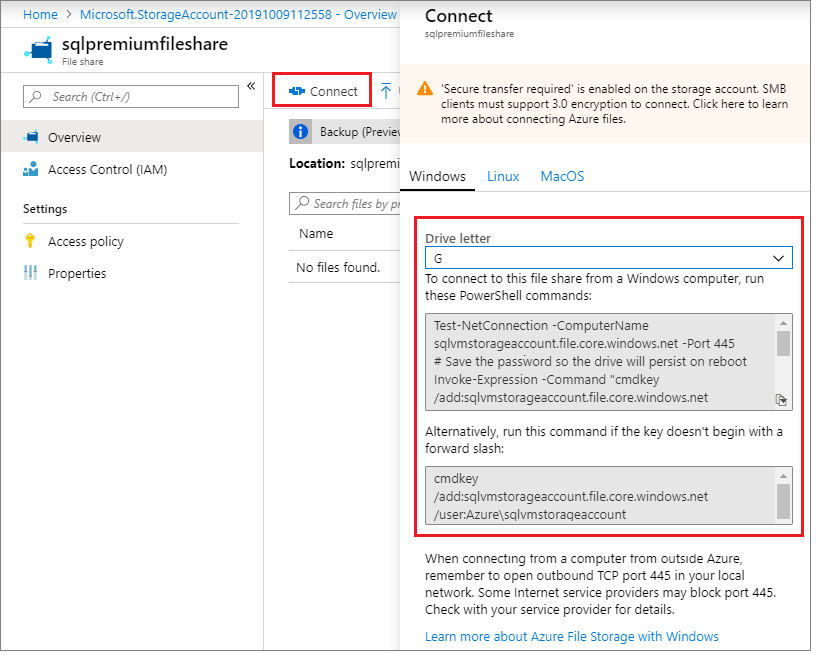 Home > Microsoft.StorageAccount-20191009112558 - Overview
sqlpremiumfileshare
File share
Search (Ctrl+/)
«
Overview
Access Control (IAM)
Settings
Access policy
Properties
Connect
Backup (Preview
Location: sqlpremi
Search files by pr
Name
No files found.
Connect
sqlpremiumfileshare
'Secure transfer required' is enabled on the storage account. SMB
clients must support 3.0 encryption to connect. Click here to learn
more about connecting Azure files.
Windows Linux MacOS
Drive letter
G
To connect to this file share from a Windows computer, run
these PowerShell commands:
Test-NetConnection -ComputerName
sqlvmstorageaccount.file.core.windows.net -Port 445
# Save the password so the drive will persist on reboot
Invoke-Expression -Command "cmdkey
/add:sqlvmstorageaccount.file.core.windows.net
Alternatively, run this command if the key doesn't begin with a
forward slash:
cmdkey
/add:sqlvmstorageaccount.file.core.windows.net
/user:Azure\sqlvmstorageaccount
When connecting from a computer from outside Azure,
remember to open outbound TCP port 445 in your local
network. Some Internet service providers may block port 445.
Check with your service provider for details.
Learn more about Azure File Storage with Windows